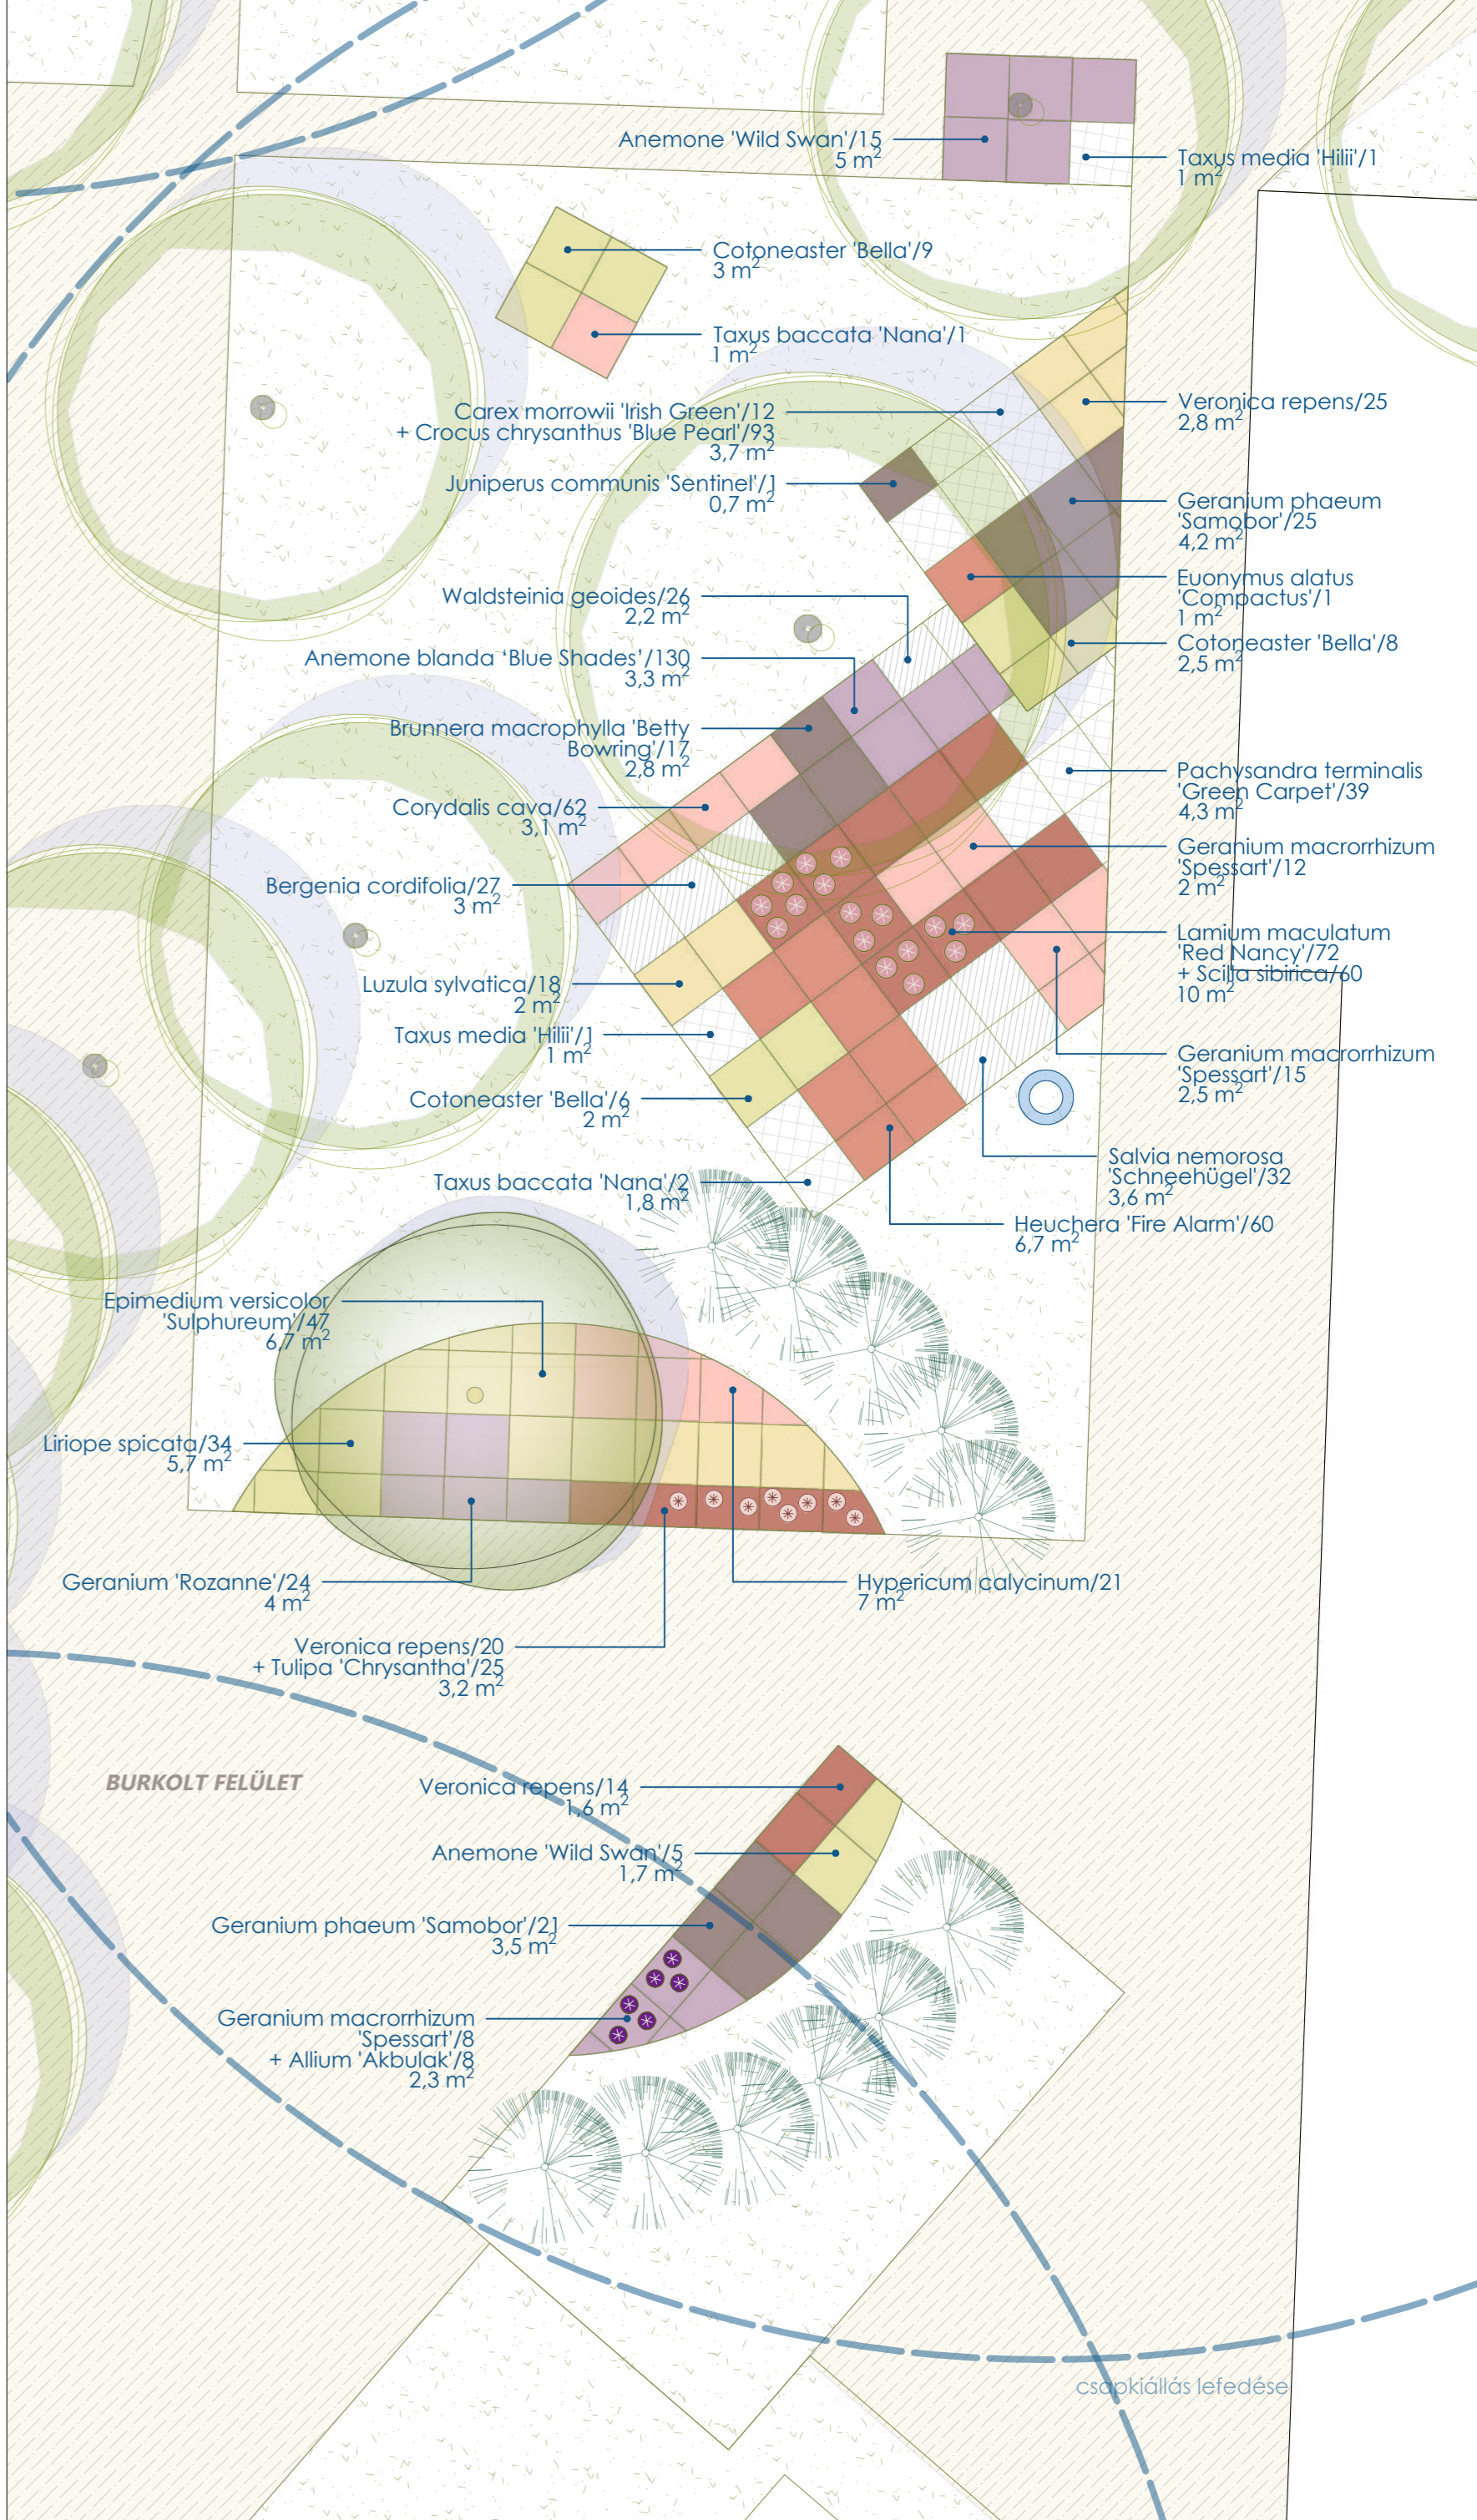 Anemone 'Wild Swan'/15
5 m²
Taxus media 'Hilii'/1
1 m²
Cotoneaster 'Bella'/9
3 m²
Taxus baccata 'Nana'/1
1 m²
Carex morrowii 'Irish Green'/12
+ Crocus chrysanthus 'Blue Pearl'/93
3,7 m²
Veronica repens/25
2,8 m²
Juniperus communis 'Sentinel'/1
0,7 m²
Geranium phaeum
'Samobor'/25
4,2 m²
Euonymus alatus
'Compactus'/1
1 m²
Waldsteinia geoides/26
2,2 m²
Cotoneaster 'Bella'/8
2,5 m²
Anemone blanda ‘Blue Shades’/130
3,3 m²
Brunnera macrophylla 'Betty
Bowring'/17
2,8 m²
Pachysandra terminalis
'Green Carpet'/39
4,3 m²
Corydalis cava/62
3,1 m²
Geranium macrorrhizum
'Spessart'/12
2 m²
Bergenia cordifolia/27
3 m²
Lamium maculatum
'Red Nancy'/72
+ Scilla sibirica/60
10 m²
Luzula sylvatica/18
2 m²
Taxus media 'Hilii'/1
1 m²
Geranium macrorrhizum
'Spessart'/15
2,5 m²
Cotoneaster 'Bella'/6
2 m²
Salvia nemorosa
'Schneehügel'/32
3,6 m²
Taxus baccata 'Nana'/2
1,8 m²
Heuchera 'Fire Alarm'/60
6,7 m²
Epimedium versicolor
'Sulphureum'/47
6,7 m²
Liriope spicata/34
5,7 m²
Geranium 'Rozanne'/24
4 m²
Hypericum calycinum/21
7 m²
Veronica repens/20
+ Tulipa 'Chrysantha'/25
3,2 m²
BURKOLT FELÜLET
Veronica repens/14
1,6 m²
Anemone 'Wild Swan'/5
1,7 m²
Geranium phaeum 'Samobor'/21
3,5 m²
Geranium macrorrhizum
'Spessart'/8
+ Allium 'Akbulak'/8
2,3 m²
csapkiállás lefedése